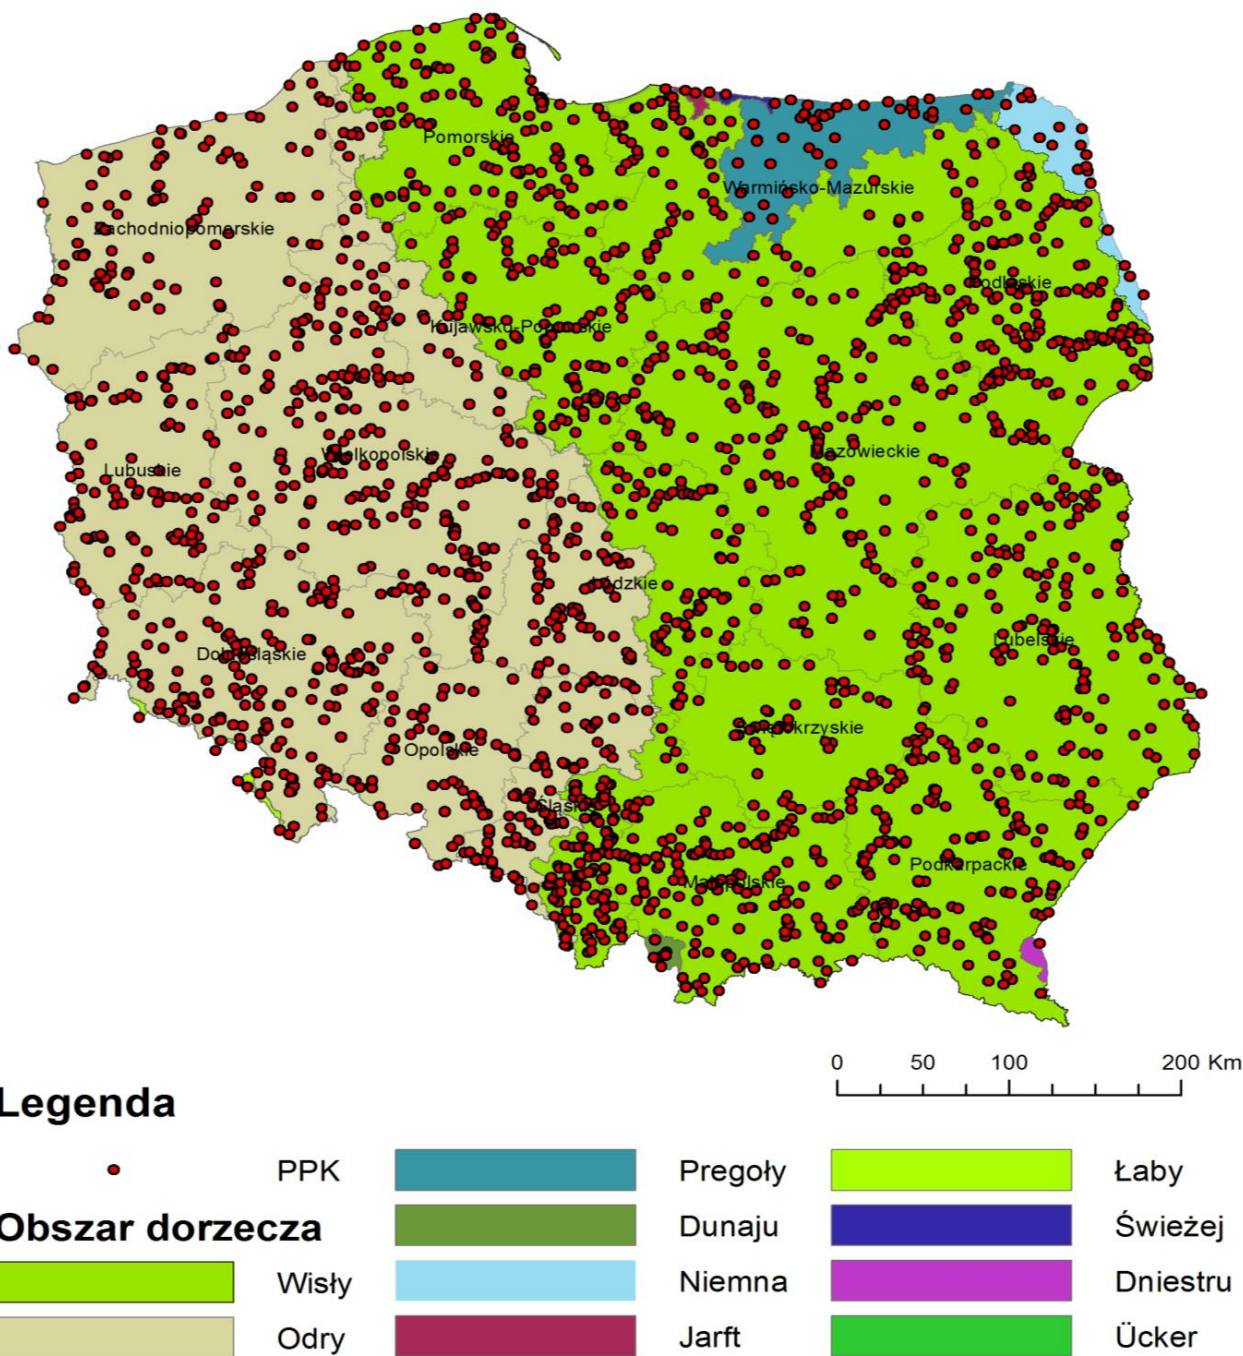 Pomorskie
Warmińsko-Mazurskie
Zachodniopomorskie
Podlaskie
Kujawsko-Pomorskie
Wielkopolskie
Mazowieckie
Lubuskie
Łódzkie
Lubelskie
Dolnośląskie
Świętokrzyskie
Opolskie
Śląskie
Podkarpackie
Małopolskie
0 50 100 200 Km
Legenda
PPK Pregoły Łaby
Obszar dorzecza Dunaju Świeżej
Wisły Niemna Dniestru
Odry Jarft Ücker